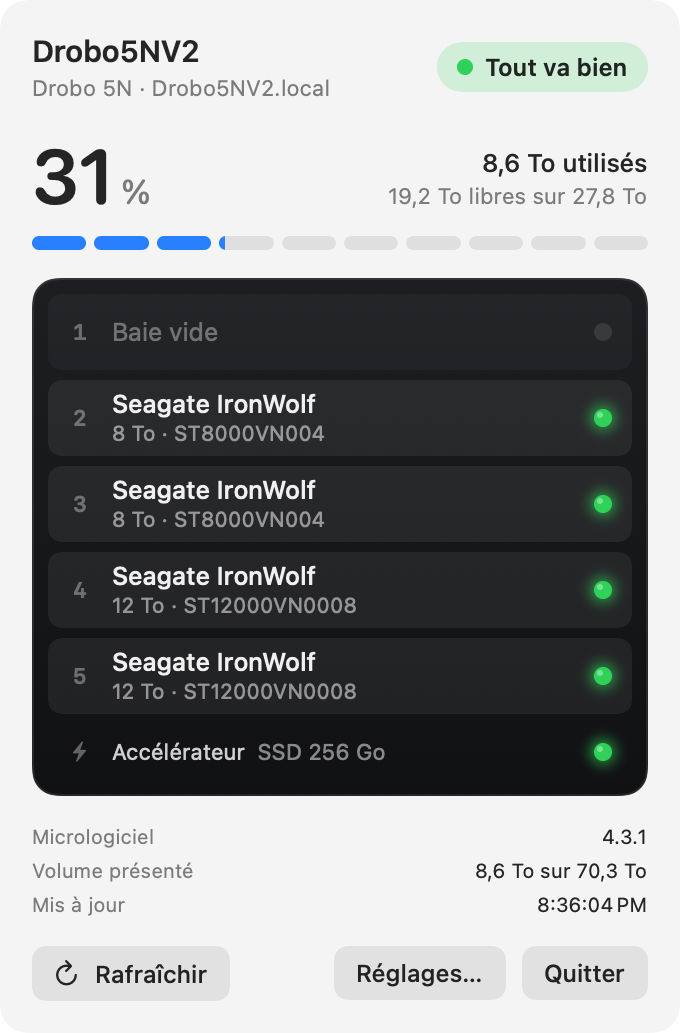 Drobo5NV2
Drobo 5N · Drobo5NV2.local
Tout va bien
31 %
8,6 To utilisés
19,2 To libres sur 27,8 To
1 Baie vide
2 Seagate IronWolf
8 To · ST8000VN004
3 Seagate IronWolf
8 To · ST8000VN004
4 Seagate IronWolf
12 To · ST12000VN0008
5 Seagate IronWolf
12 To · ST12000VN0008
Accélérateur SSD 256 Go
Micrologiciel 4.3.1
Volume présenté 8,6 To sur 70,3 To
Mis à jour 8:36:04 PM
Rafraîchir Réglages... Quitter